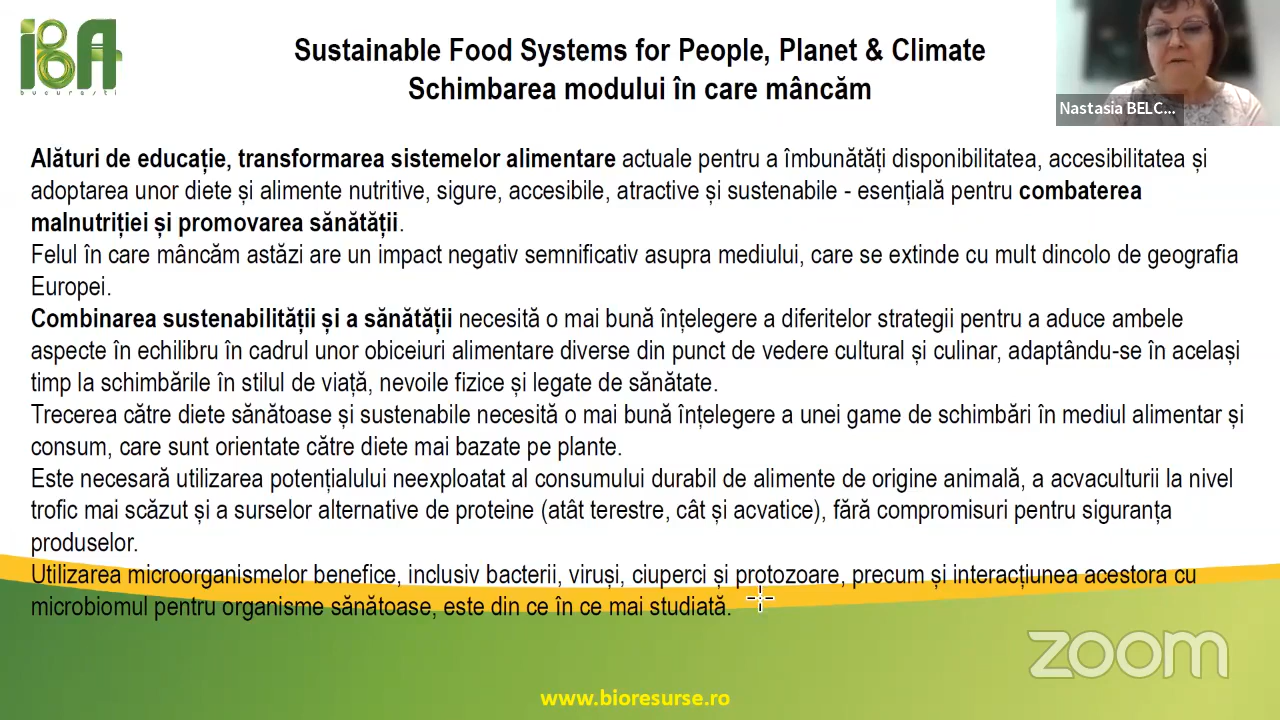 IBA
bucurești
Sustainable Food Systems for People, Planet & Climate
Schimbarea modului în care mâncăm
Nastasia BELC...
Alături de educație, transformarea sistemelor alimentare actuale pentru a îmbunătăți disponibilitatea, accesibilitatea și
adoptarea unor diete și alimente nutritive, sigure, accesibile, atractive și sustenabile - esențială pentru combaterea
malnutriției și promovarea sănătății.
Felul în care mâncăm astăzi are un impact negativ semnificativ asupra mediului, care se extinde cu mult dincolo de geografia
Europei.
Combinarea sustenabilității și a sănătății necesită o mai bună înțelegere a diferitelor strategii pentru a aduce ambele
aspecte în echilibru în cadrul unor obiceiuri alimentare diverse din punct de vedere cultural și culinar, adaptându-se în același
timp la schimbările în stilul de viață, nevoile fizice și legate de sănătate.
Trecerea către diete sănătoase și sustenabile necesită o mai bună înțelegere a unei game de schimbări în mediul alimentar și
consum, care sunt orientate către diete mai bazate pe plante.
Este necesară utilizarea potențialului neexploatat al consumului durabil de alimente de origine animală, a acvaculturii la nivel
trofic mai scăzut și a surselor alternative de proteine (atât terestre, cât și acvatice), fără compromisuri pentru siguranța
produselor.
Utilizarea microorganismelor benefice, inclusiv bacterii, viruși, ciuperci și protozoare, precum și interacțiunea acestora cu
microbiomul pentru organisme sănătoase, este din ce în ce mai studiată.
zoom
www.bioresurse.ro